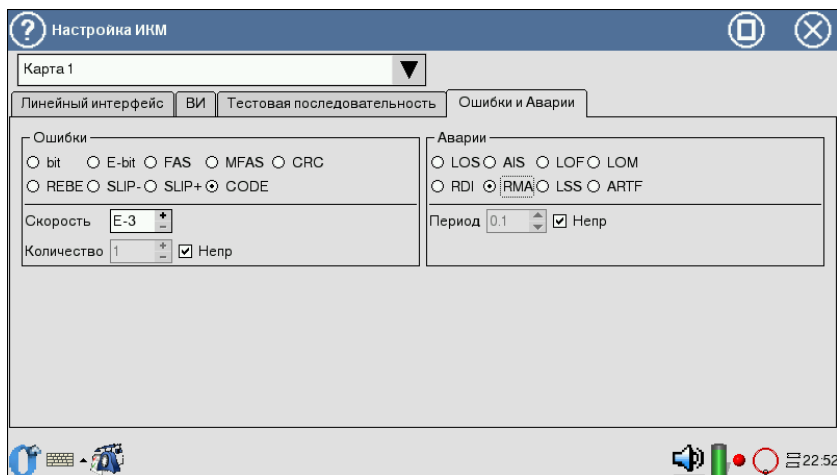 Настройка ИКМ
Карта 1
Линейный интерфейс ВИ Тестовая последовательность Ошибки и Аварии
Ошибки
bit E-bit FAS MFAS CRC
REBE SLIP- SLIP+ CODE
Скорость E-3
Количество 1 Непр
Аварии
LOS AIS LOF LOM
RDI RMA LSS ARTF
Период 0.1 Непр
22:52